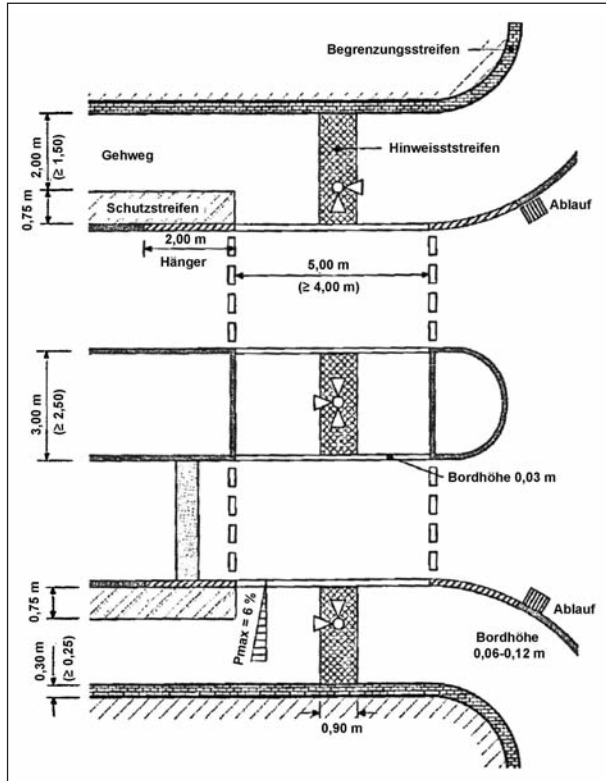 Begrenzungsstreifen
2,00 m
(≥ 1,50)
Gehweg
Hinweisststreifen
0,75 m
Schutzstreifen
Ablauf
2,00 m
Hänger
5,00 m
(≥ 4,00 m)
3,00 m
(≥ 2,50)
Bordhöhe 0,03 m
0,75 m
Pmax = 6 %
Ablauf
Bordhöhe
0,06-0,12 m
0,30 m
(≥ 0,25)
0,90 m